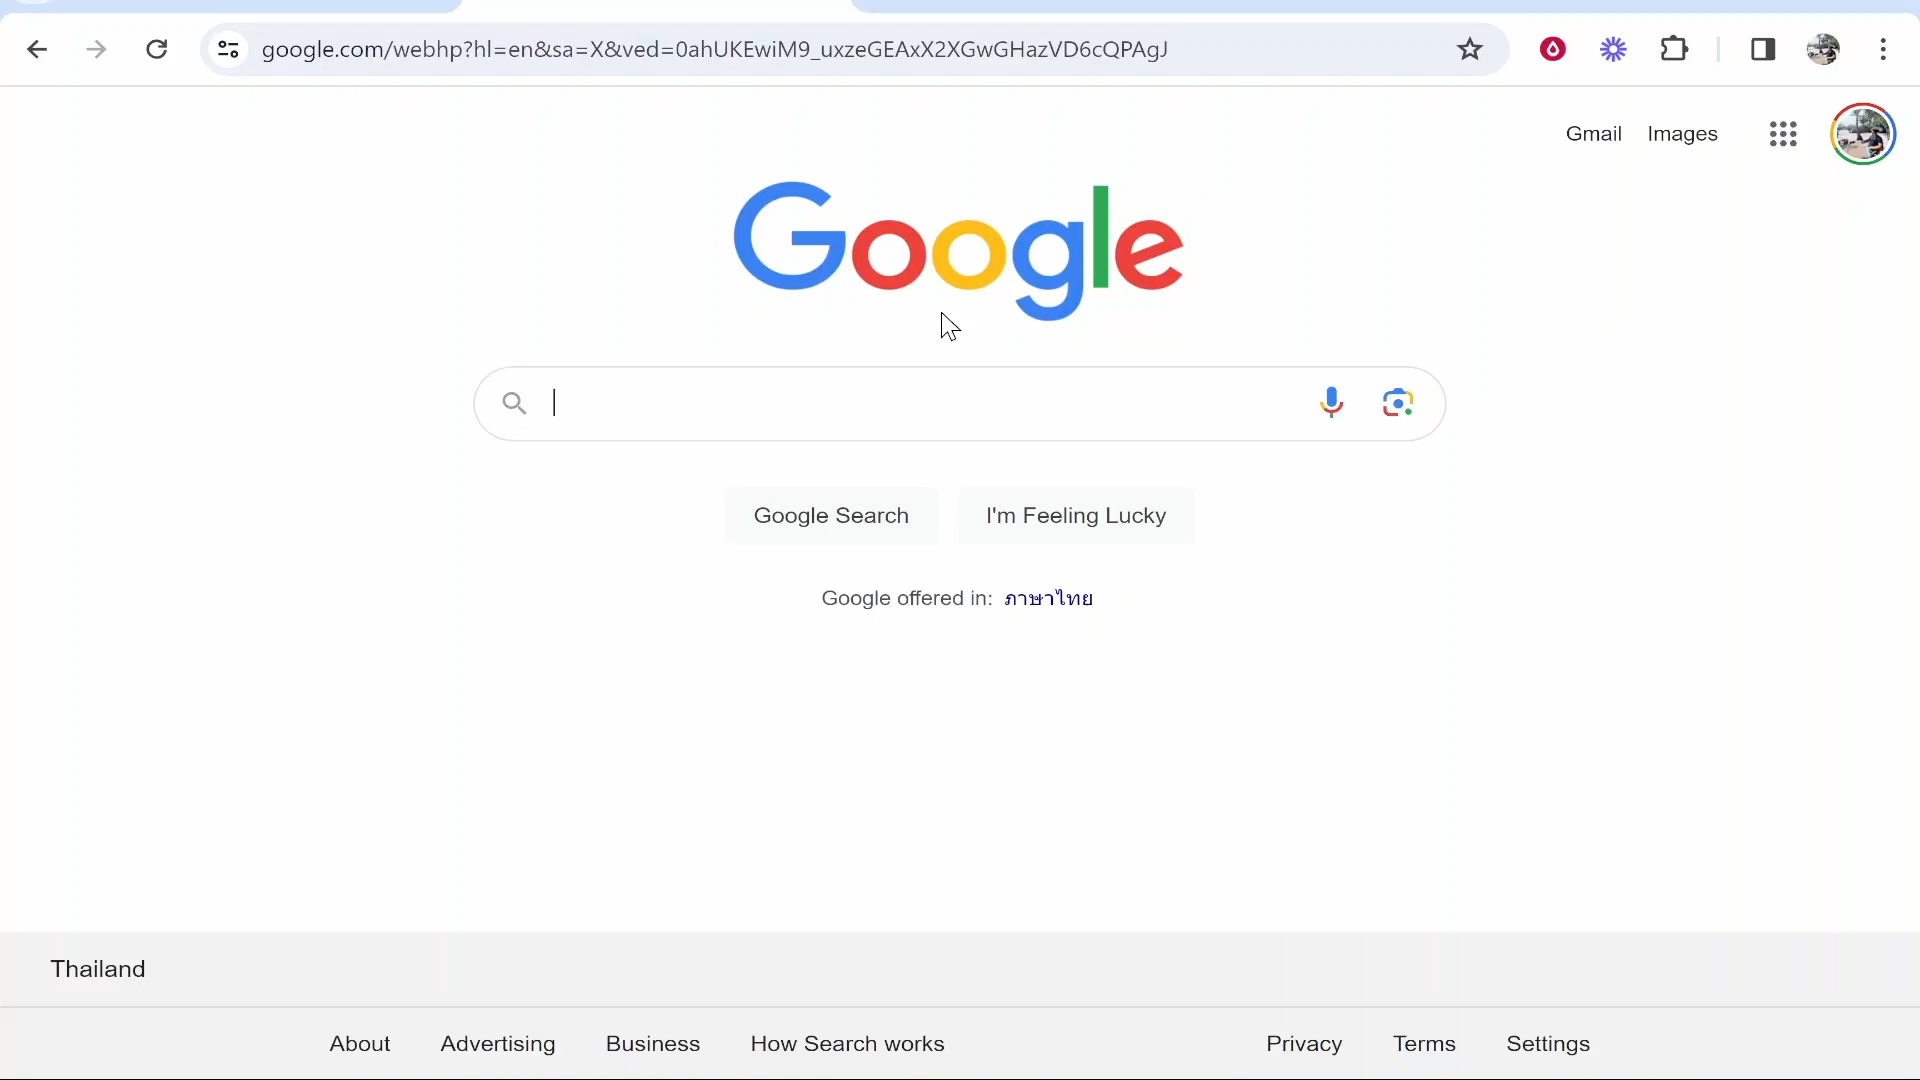 google.com/webhp?hl=en&sa=X&ved=0ahUKEwiM9_uxzeGEAxX2XGwGHazVD6cQPAgJ
Gmail Images
Google
Google Search I'm Feeling Lucky
Google offered in: ภาษาไทย
Thailand
About Advertising Business How Search works Privacy Terms Settings